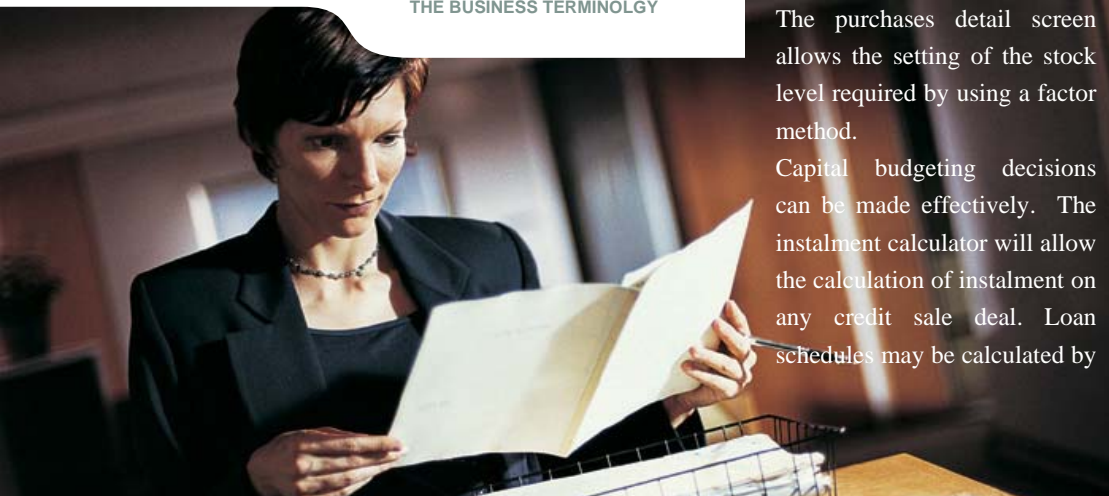 THE BUSINESS TERMINOLGY
The purchases detail screen
allows the setting of the stock
level required by using a factor
method.
Capital budgeting decisions
can be made effectively. The
instalment calculator will allow
the calculation of instalment on
any credit sale deal. Loan
schedules may be calculated by